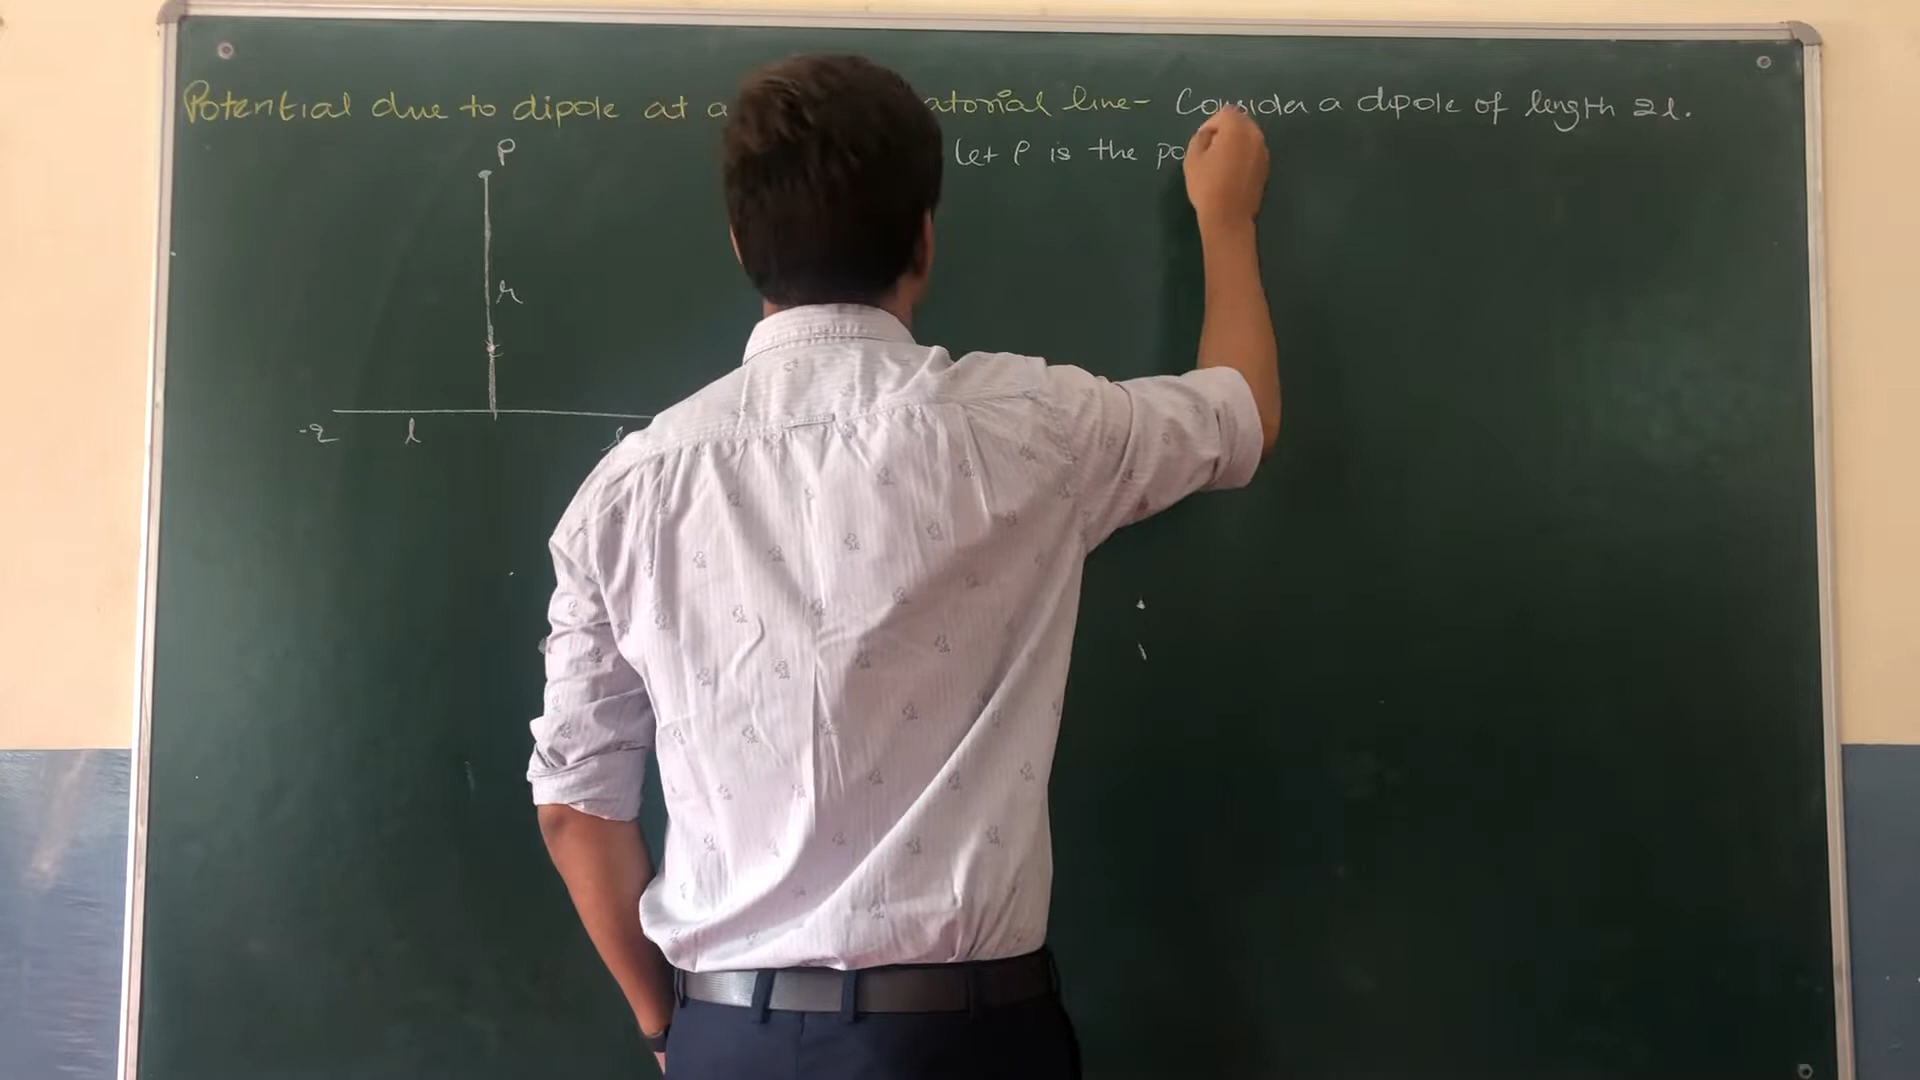 Potential due to dipole at a atorial line- Consider a dipole of length 2l.
Let P is the po
P
r
-q l